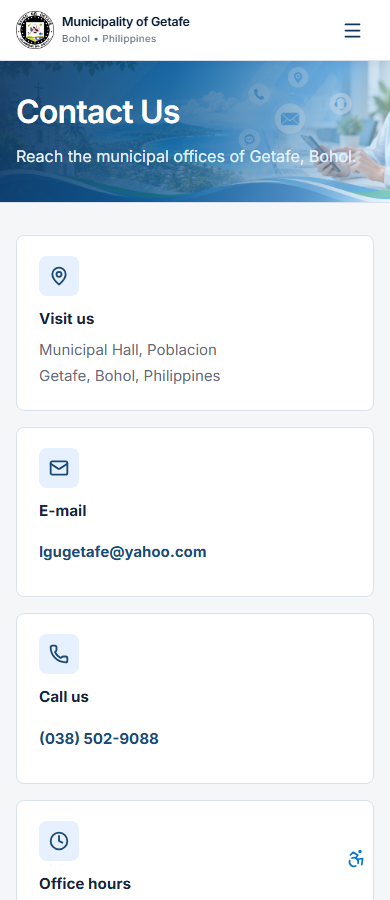 Municipality of Getafe
Bohol • Philippines
Contact Us
Reach the municipal offices of Getafe, Bohol.
Visit us
Municipal Hall, Poblacion
Getafe, Bohol, Philippines
E-mail
lgugetafe@yahoo.com
Call us
(038) 502-9088
Office hours